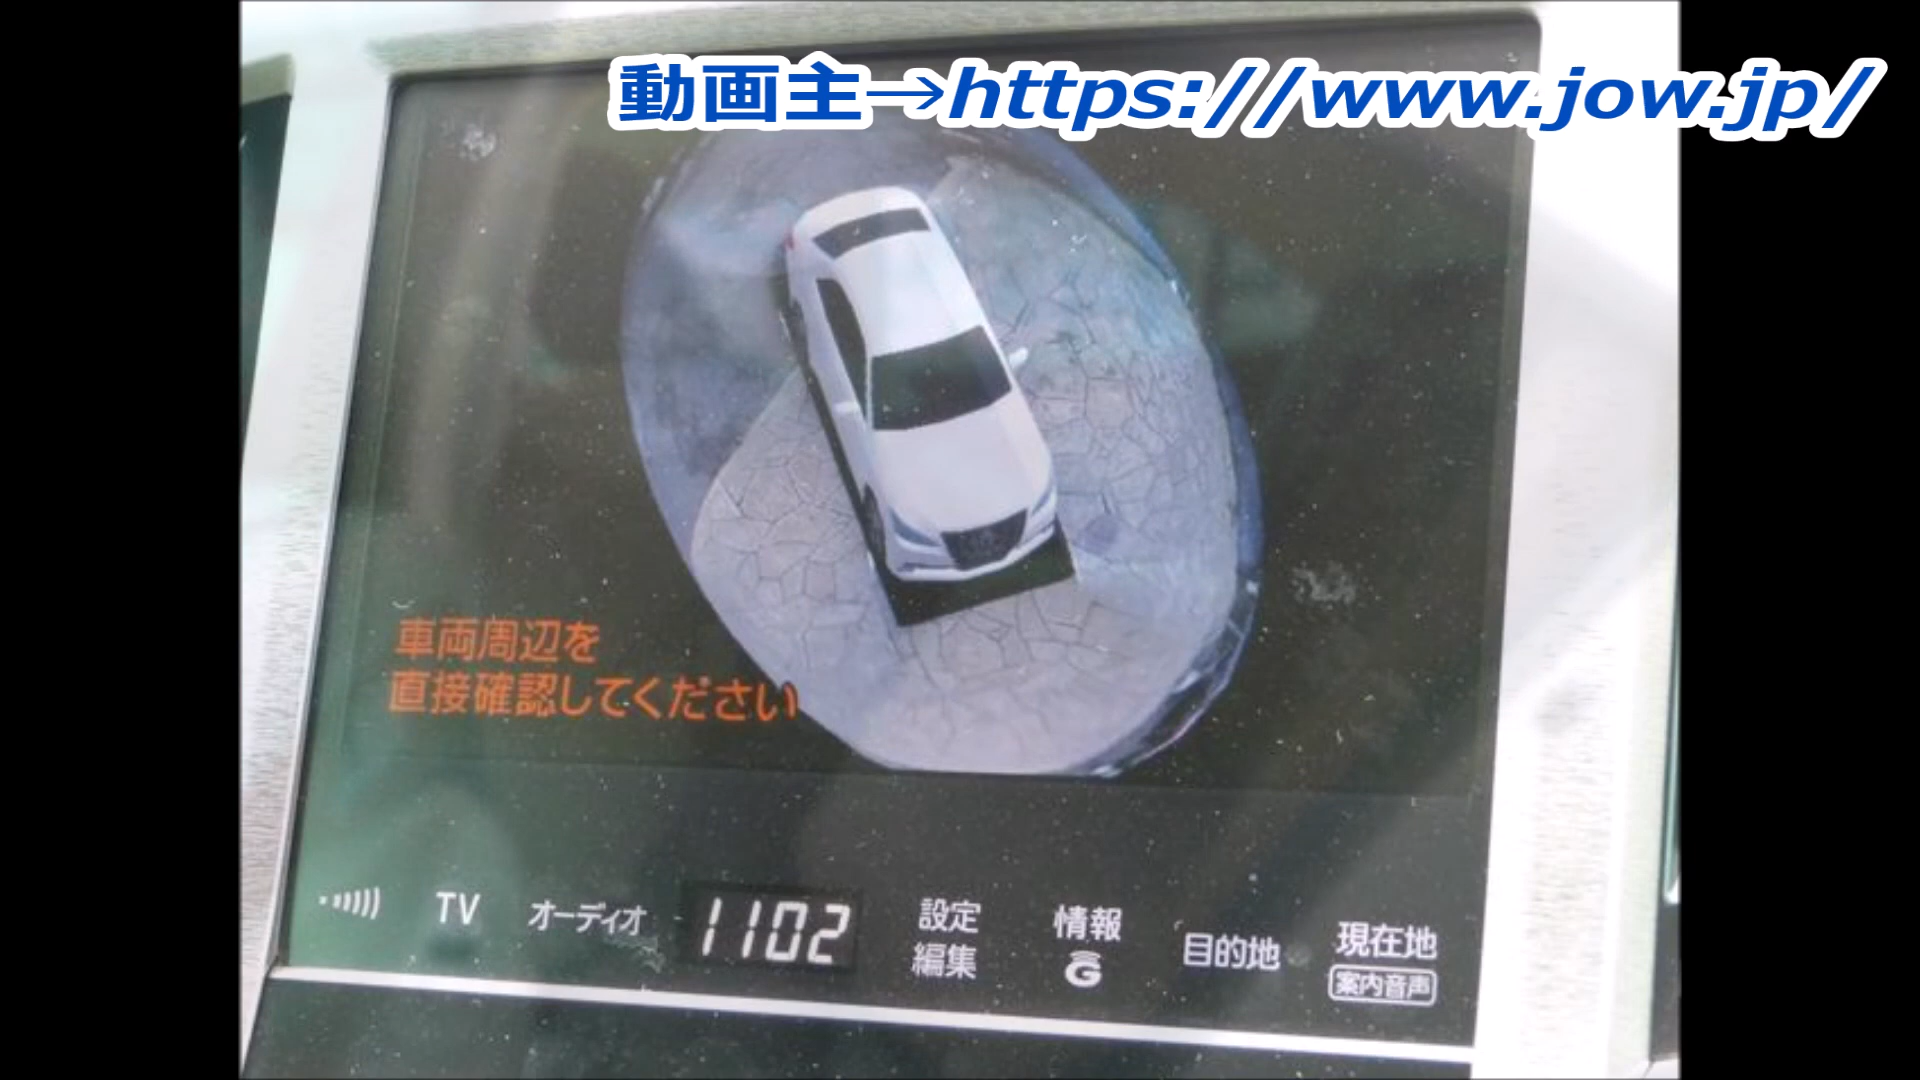 動画主→https://www.jow.jp/
車両周辺を
直接確認してください
TV オーディオ 1102 設定 情報 目的地 現在地
編集 G 案内音声